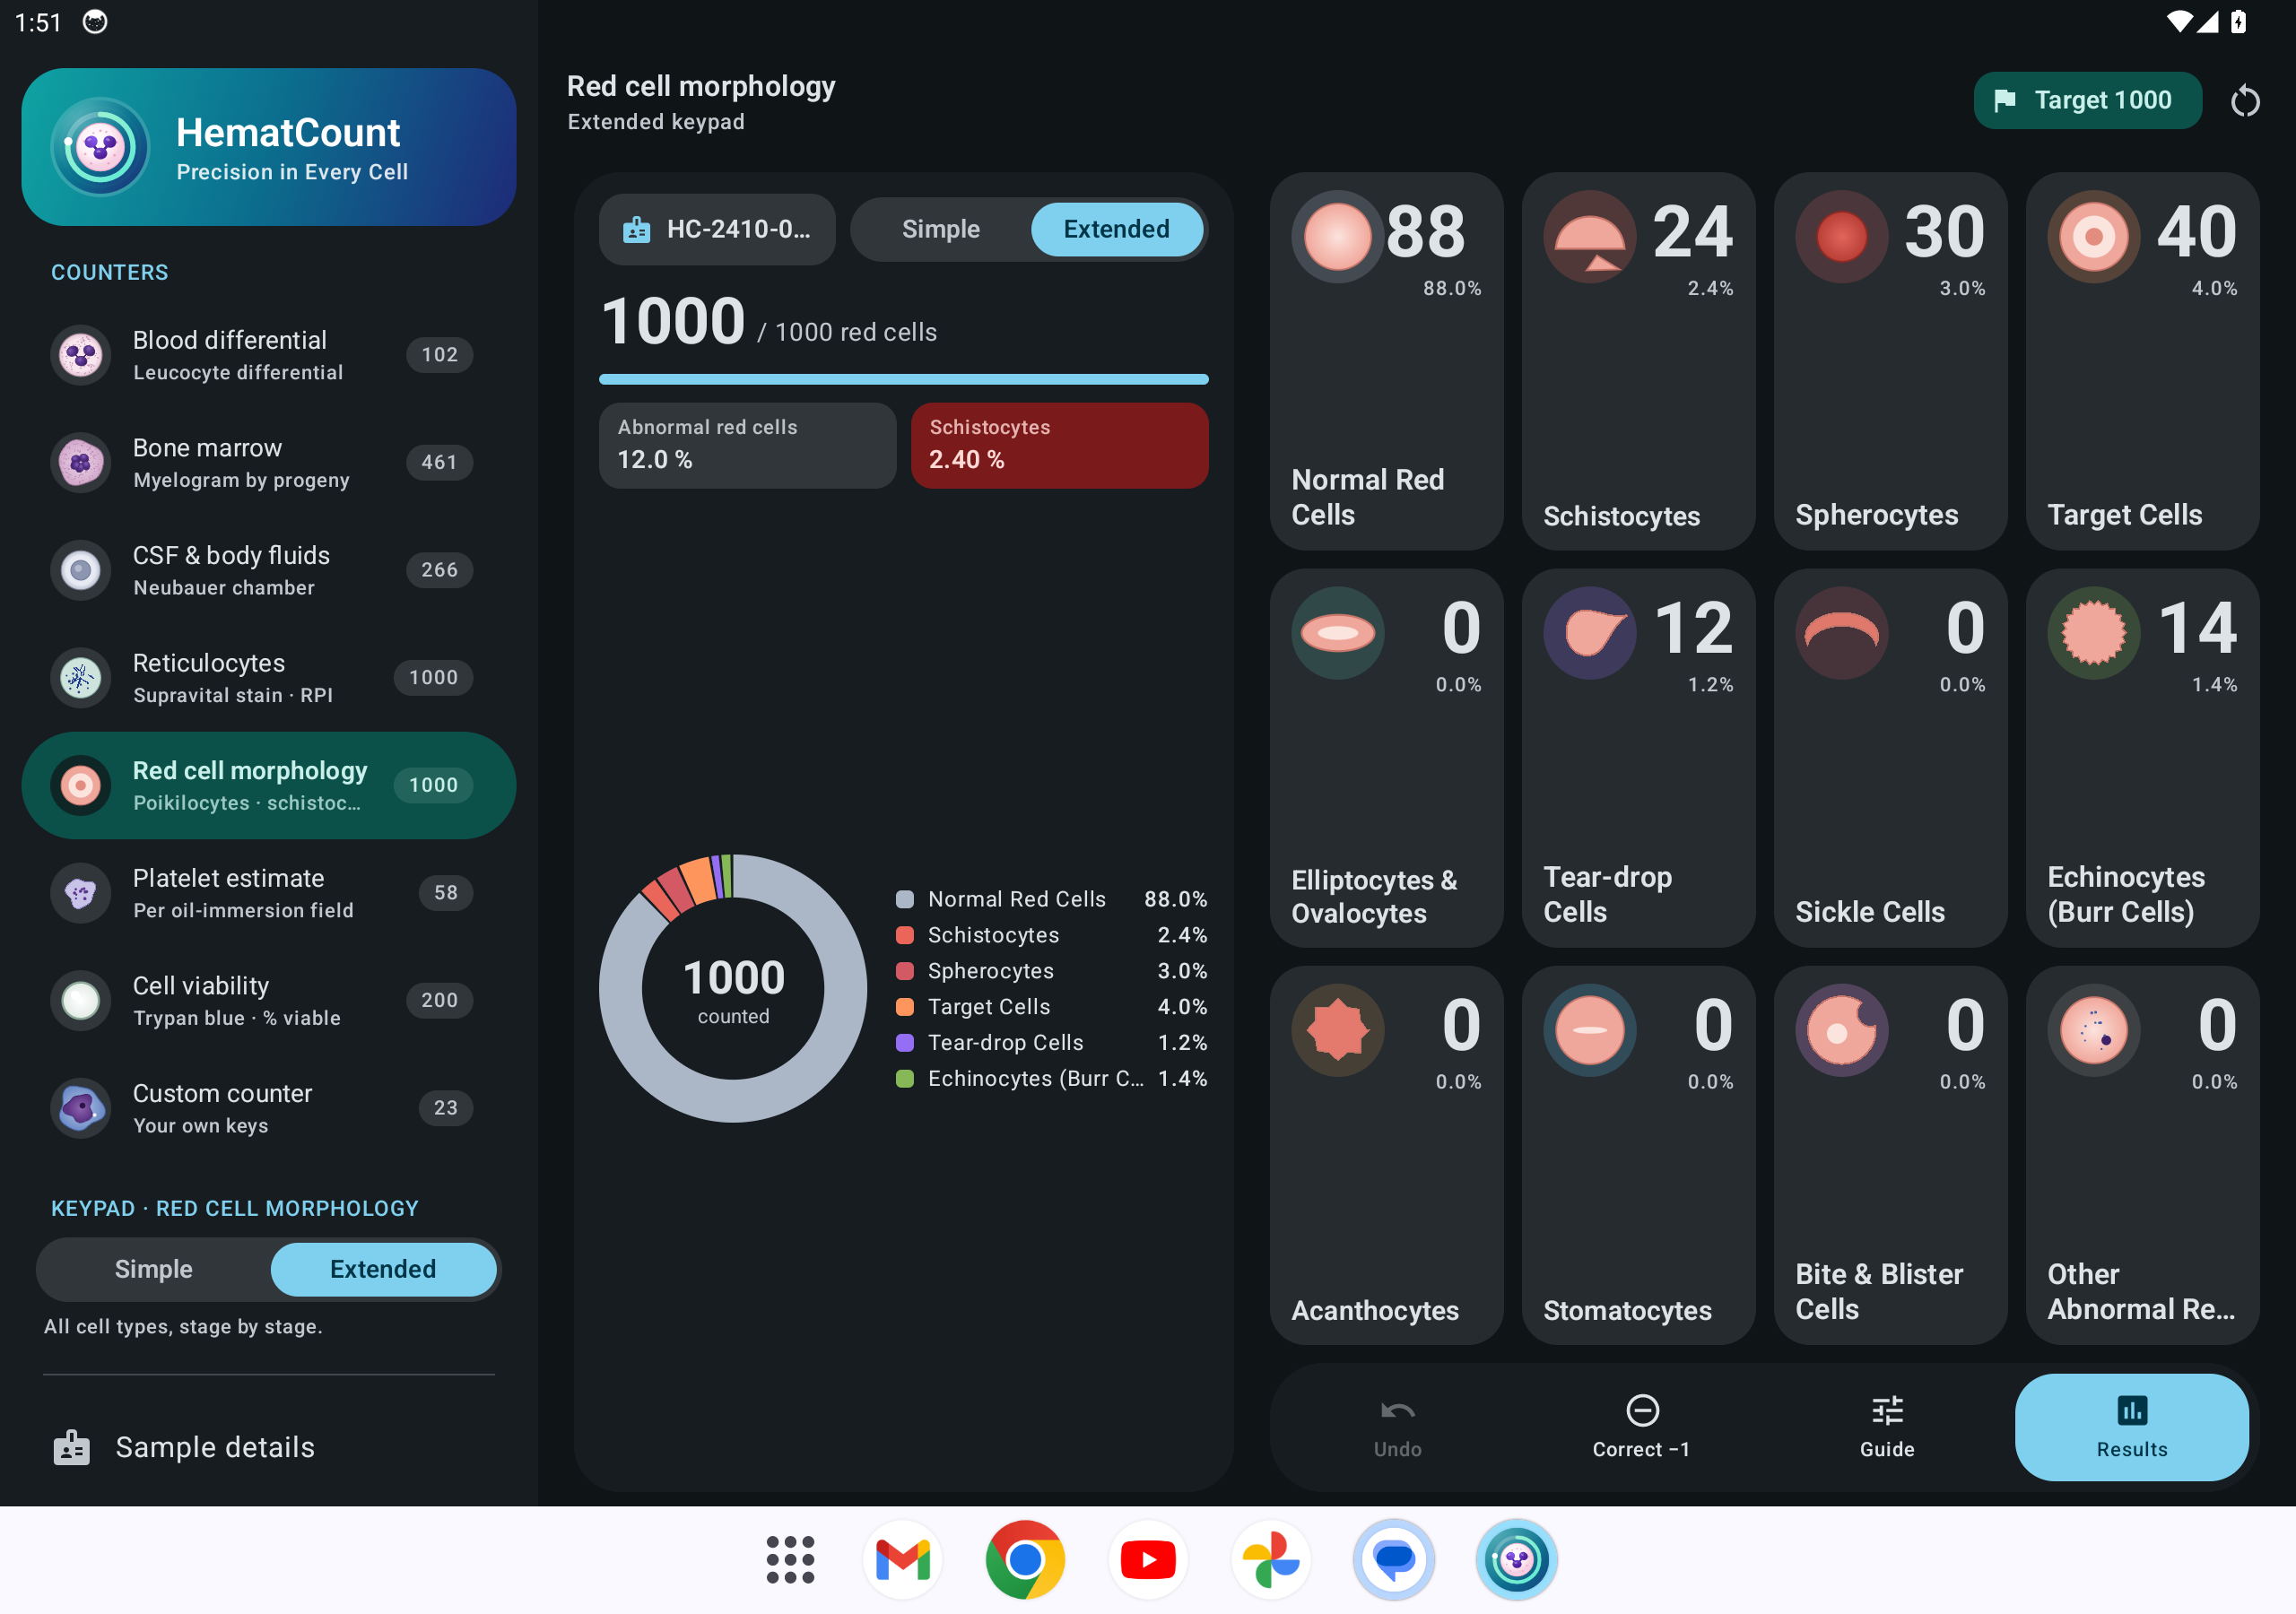 1:51
HematCount
Precision in Every Cell
COUNTERS
Blood differential
Leucocyte differential
102
Bone marrow
Myelogram by progeny
461
CSF & body fluids
Neubauer chamber
266
Reticulocytes
Supravital stain · RPI
1000
Red cell morphology
Poikilocytes · schistoc...
1000
Platelet estimate
Per oil-immersion field
58
Cell viability
Trypan blue · % viable
200
Custom counter
Your own keys
23
KEYPAD · RED CELL MORPHOLOGY
Simple
Extended
All cell types, stage by stage.
Sample details
Red cell morphology
Extended keypad
Target 1000
HC-2410-0...
Simple
Extended
1000 / 1000 red cells
Abnormal red cells
12.0 %
Schistocytes
2.40 %
1000
counted
Normal Red Cells 88.0%
Schistocytes 2.4%
Spherocytes 3.0%
Target Cells 4.0%
Tear-drop Cells 1.2%
Echinocytes (Burr C... 1.4%
88
88.0%
Normal Red
Cells
24
2.4%
Schistocytes
30
3.0%
Spherocytes
40
4.0%
Target Cells
0
0.0%
Elliptocytes &
Ovalocytes
12
1.2%
Tear-drop
Cells
0
0.0%
Sickle Cells
14
1.4%
Echinocytes
(Burr Cells)
0
0.0%
Acanthocytes
0
0.0%
Stomatocytes
0
0.0%
Bite & Blister
Cells
0
0.0%
Other
Abnormal Re...
Undo
Correct −1
Guide
Results